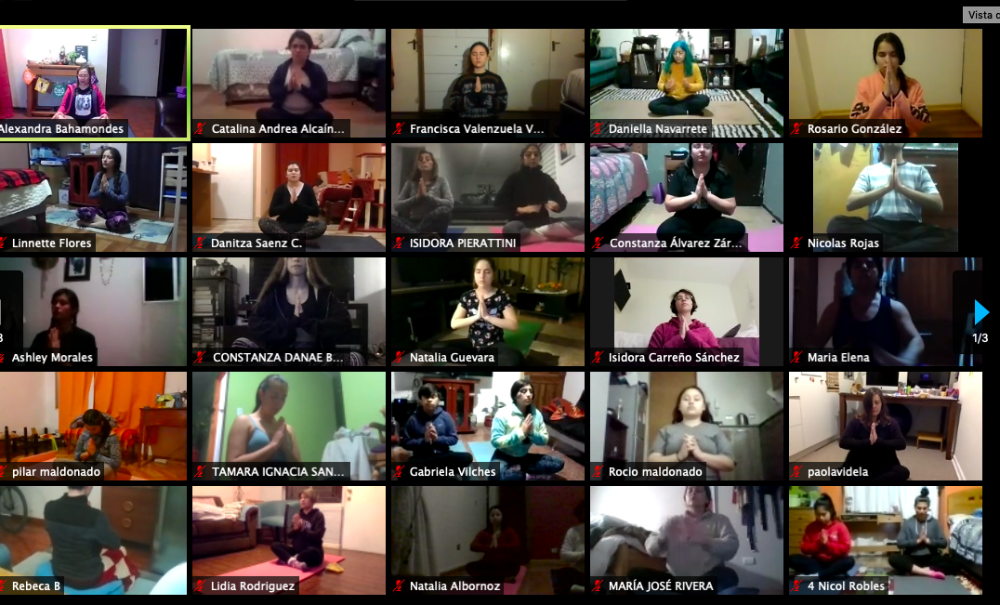 Vista
Alexandra Bahamondes
Catalina Andrea Alcaín...
Francisca Valenzuela V...
Daniella Navarrete
Rosario González
Linnette Flores
Danitza Saenz C.
ISIDORA PIERATTINI
Constanza Álvarez Zár...
Nicolas Rojas
Ashley Morales
CONSTANZA DANAE B...
Natalia Guevara
Isidora Carreño Sánchez
Maria Elena
1/3
pilar maldonado
TAMARA IGNACIA SAN...
Gabriela Vilches
Rocio maldonado
paolavidela
Rebeca B
Lidia Rodriguez
Natalia Albornoz
MARÍA JOSÉ RIVERA
4 Nicol Robles